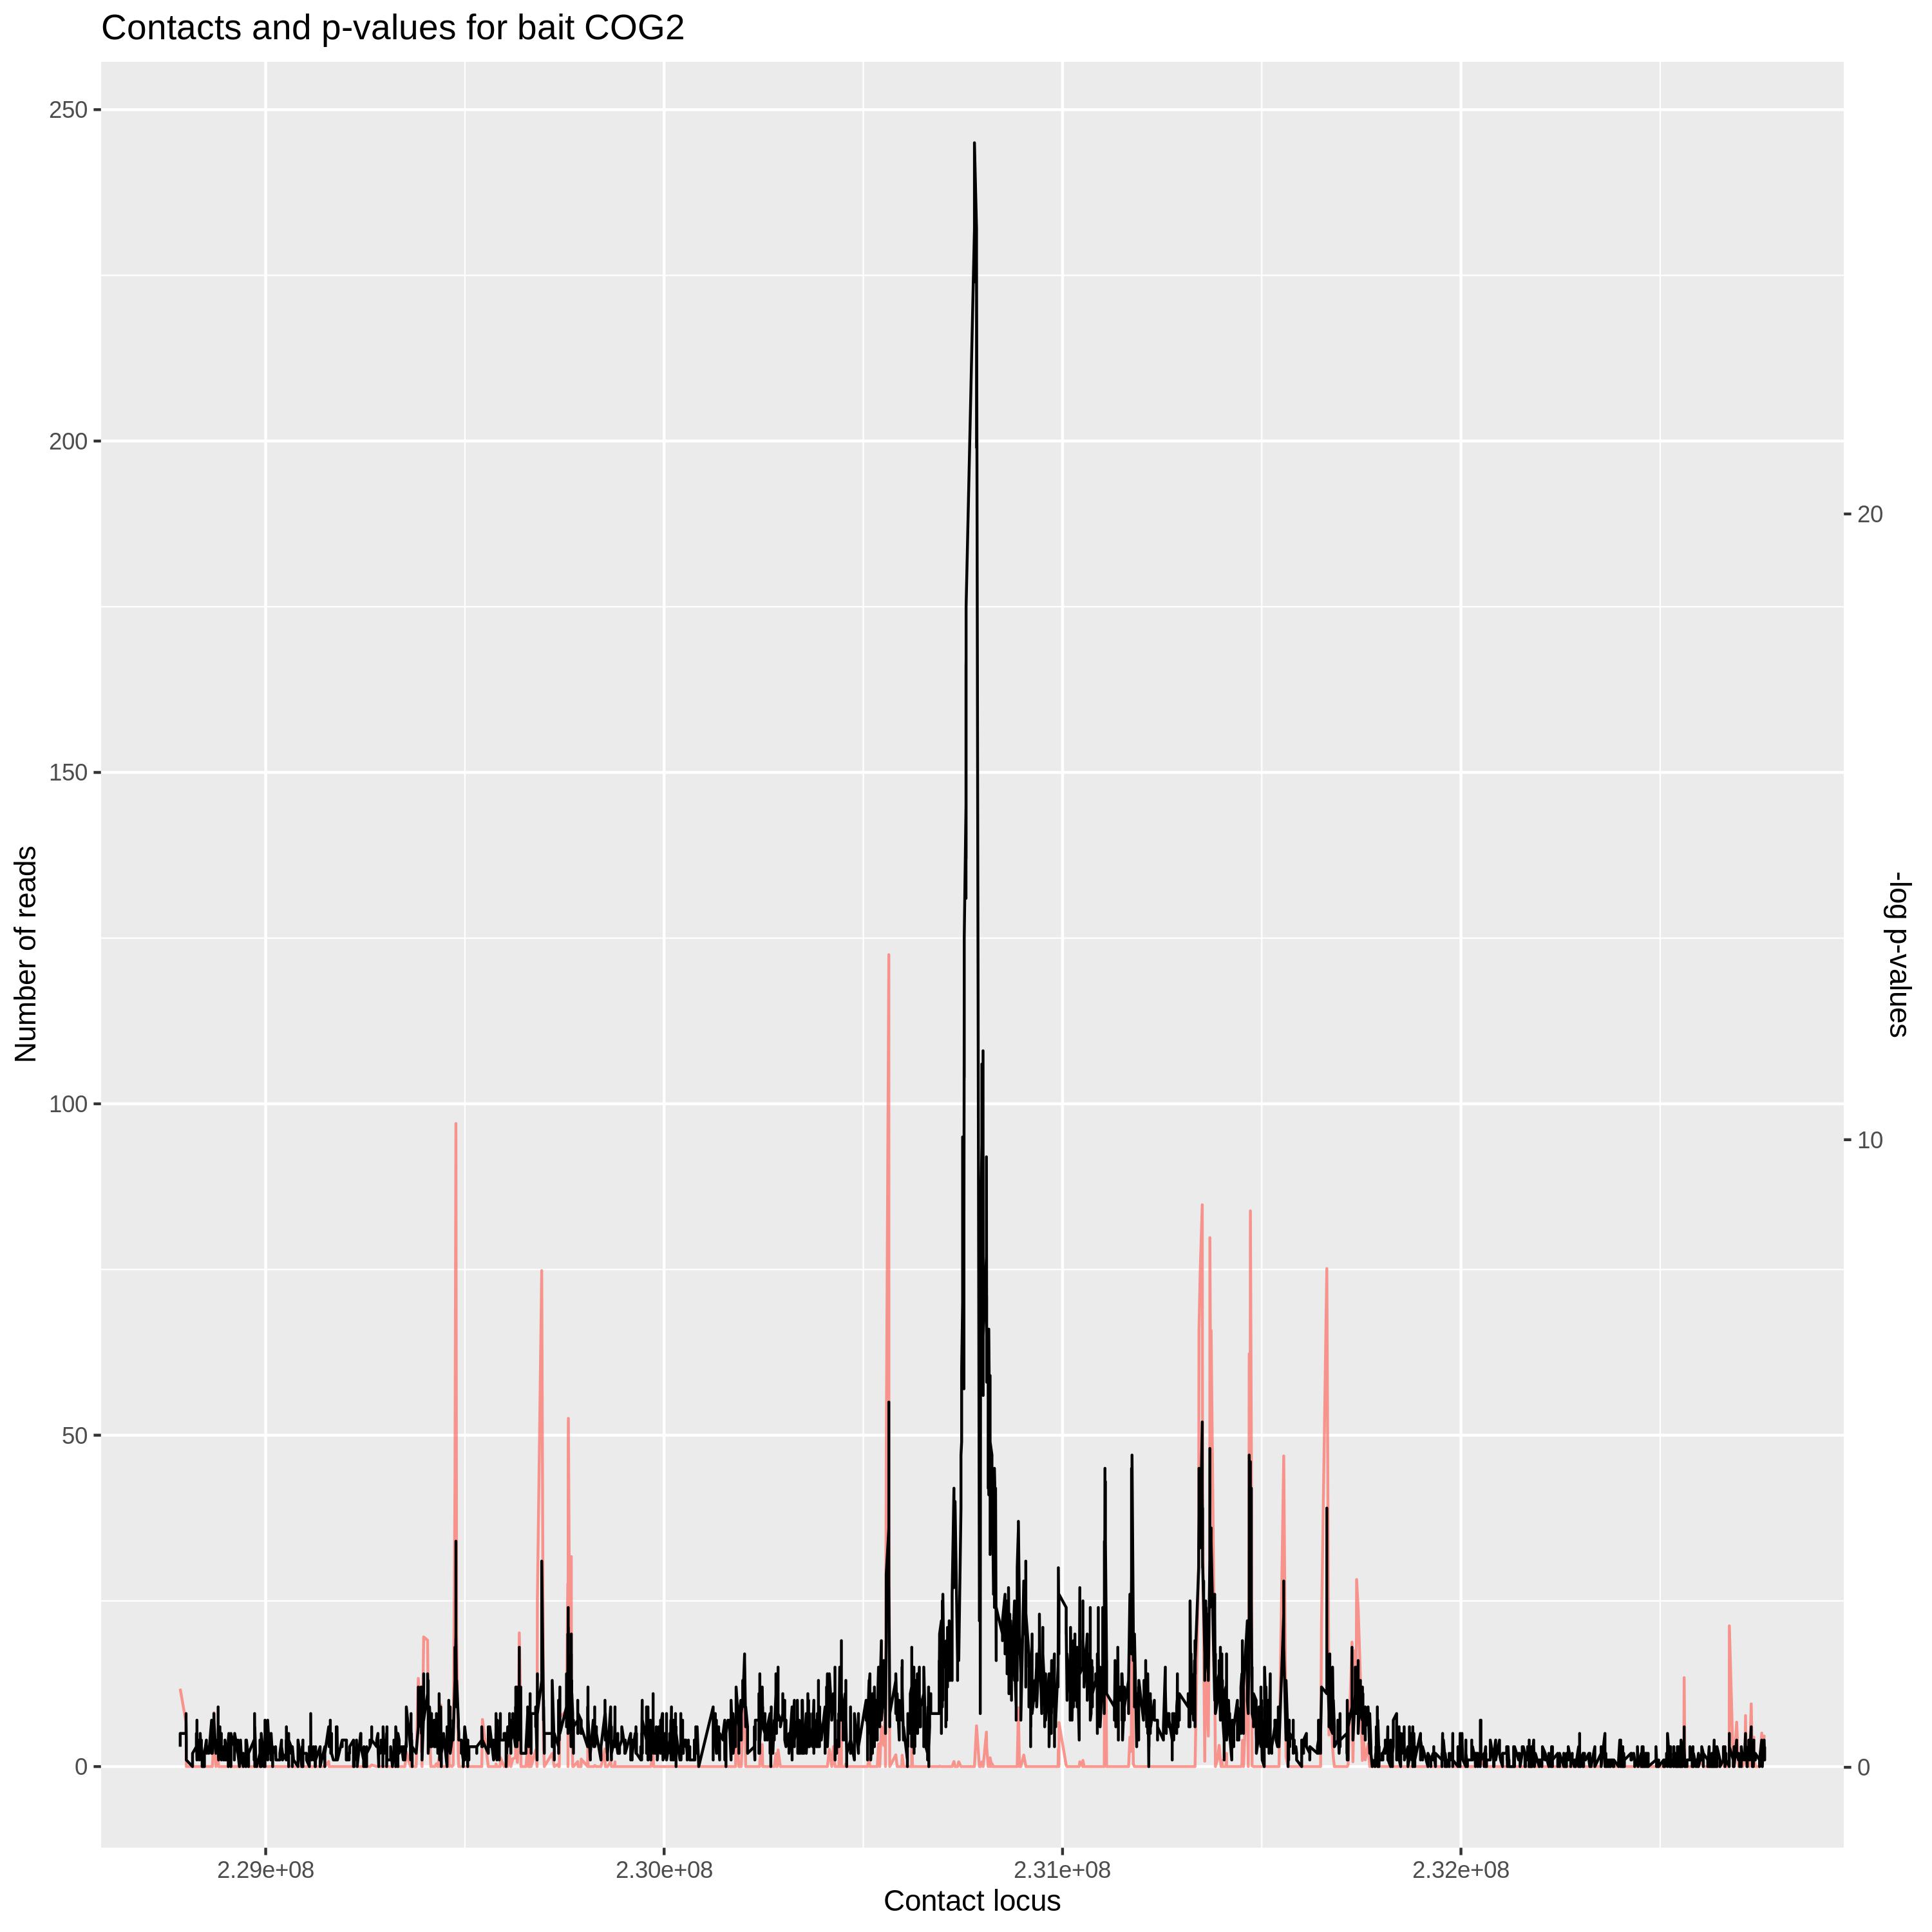 Contacts and p-values for bait COG2
250
200
150
100
50
0
Number of reads
20
10
0
-log p-values
2.29e+08
2.30e+08
2.31e+08
2.32e+08
Contact locus